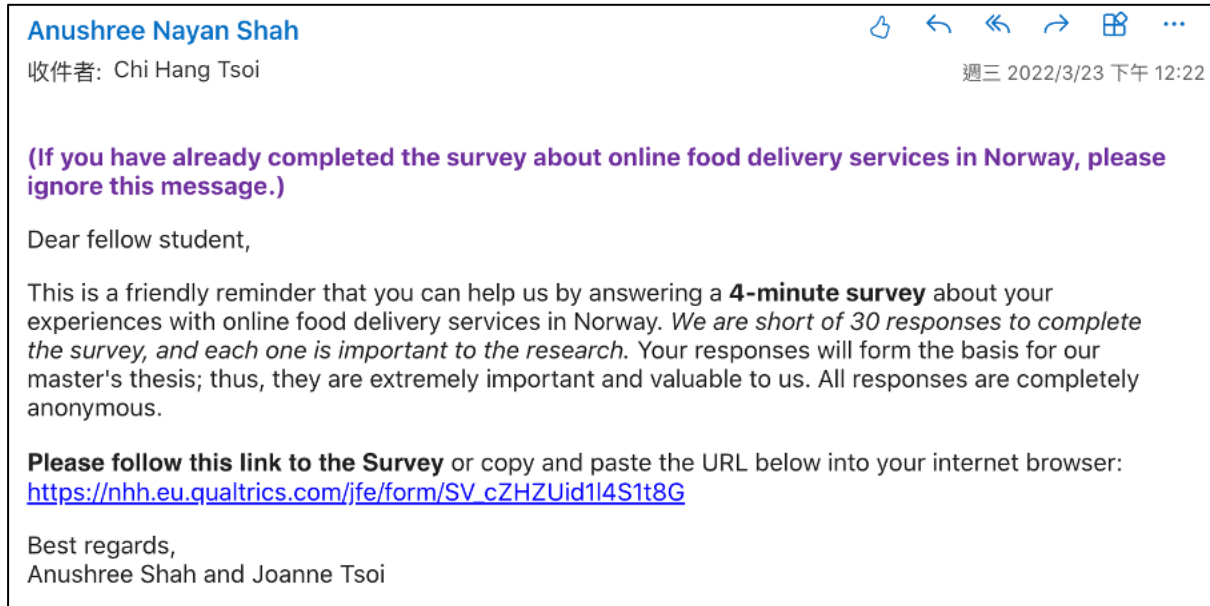 Anushree Nayan Shah
收件者: Chi Hang Tsoi
週三 2022/3/23 下午 12:22
(If you have already completed the survey about online food delivery services in Norway, please
ignore this message.)
Dear fellow student,
This is a friendly reminder that you can help us by answering a 4-minute survey about your
experiences with online food delivery services in Norway. We are short of 30 responses to complete
the survey, and each one is important to the research. Your responses will form the basis for our
master's thesis; thus, they are extremely important and valuable to us. All responses are completely
anonymous.
Please follow this link to the Survey or copy and paste the URL below into your internet browser:
https://nhh.eu.qualtrics.com/jfe/form/SV_cZHZUid1l4S1t8G
Best regards,
Anushree Shah and Joanne Tsoi